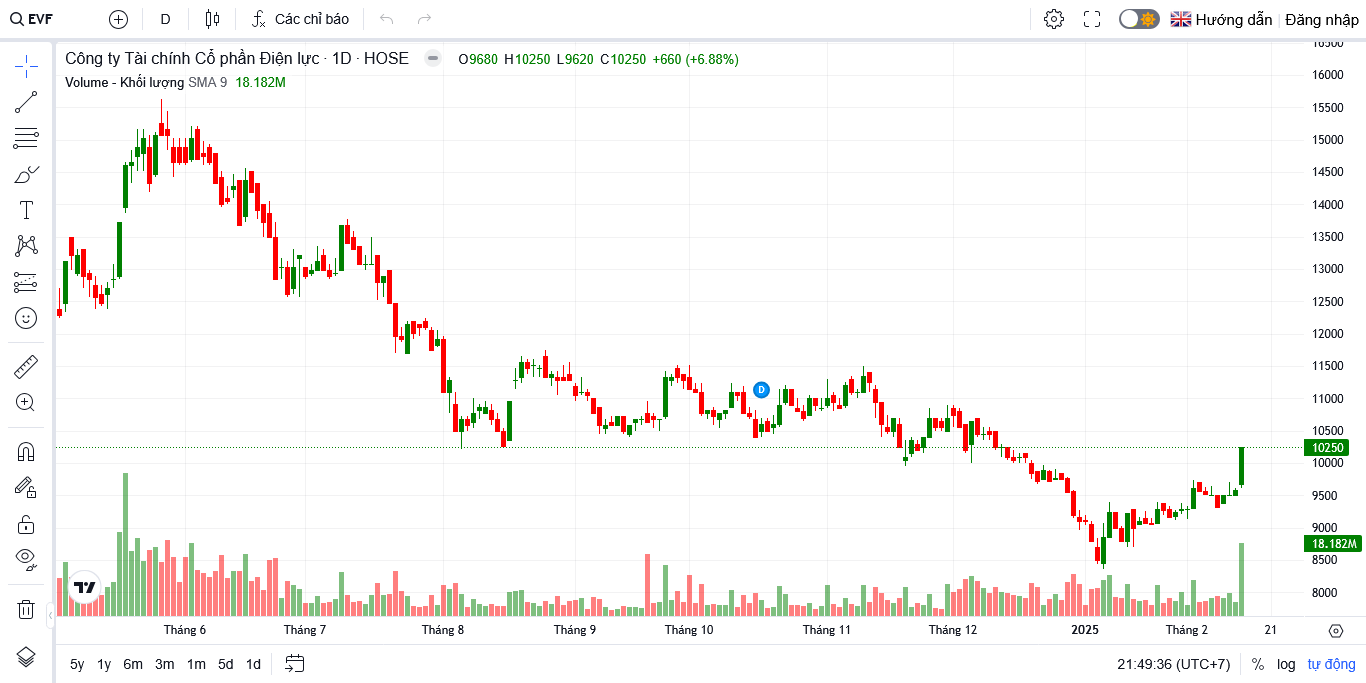 EVF D Các chỉ báo Hướng dẫn Đăng nhập
Công ty Tài chính Cổ phần Điện lực · 1D · HOSE O9680 H10250 L9620 C10250 +660 (+6.88%)
Volume - Khối lượng SMA 9 18.182M
16500
16000
15500
15000
14500
14000
13500
13000
12500
12000
11500
11000
10500
10250
10000
9500
9000
18.182M
8500
8000
D
Tháng 6 Tháng 7 Tháng 8 Tháng 9 Tháng 10 Tháng 11 Tháng 12 2025 Tháng 2 21
5y 1y 6m 3m 1m 5d 1d 21:49:36 (UTC+7) % log tự động